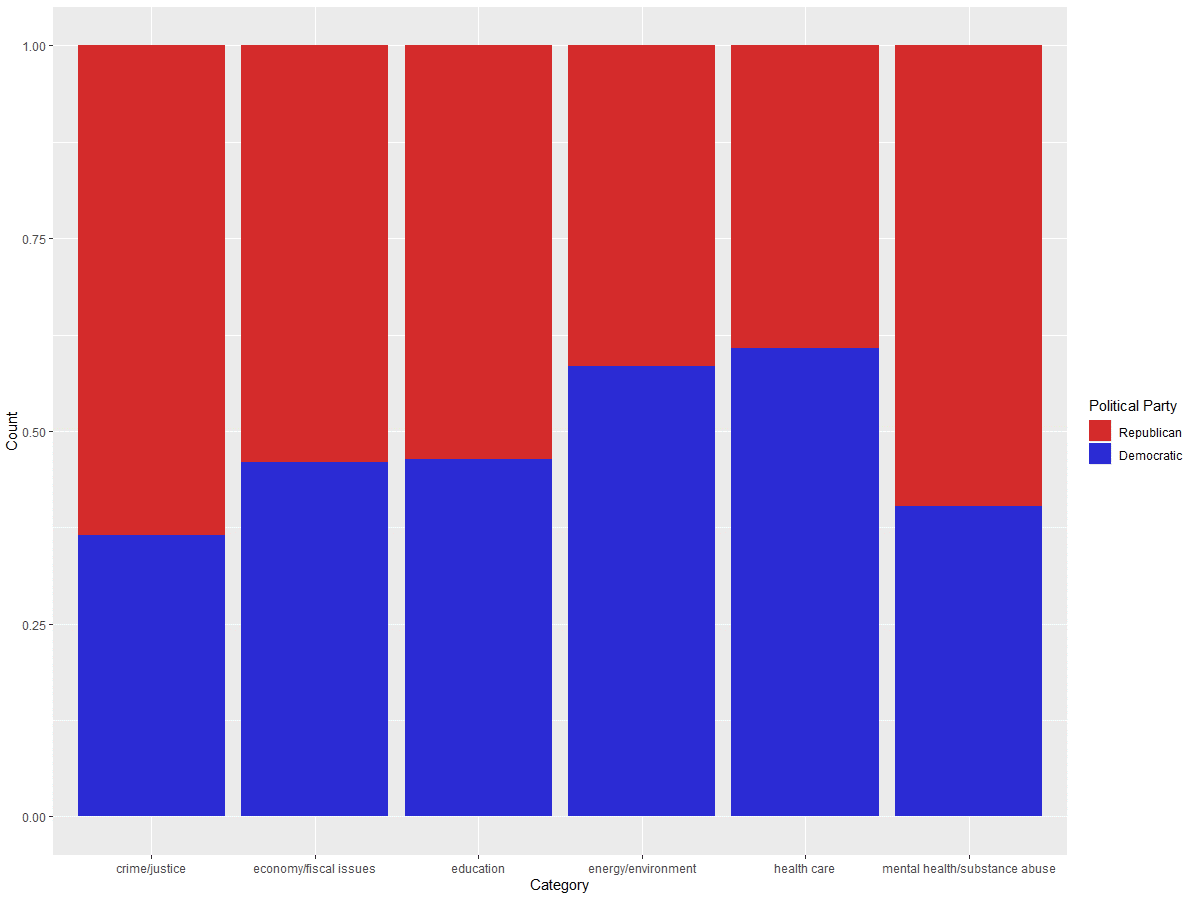 1.00
0.75
0.50
0.25
0.00
Count
crime/justice
economy/fiscal issues
education
energy/environment
health care
mental health/substance abuse
Category
Political Party
Republican
Democratic